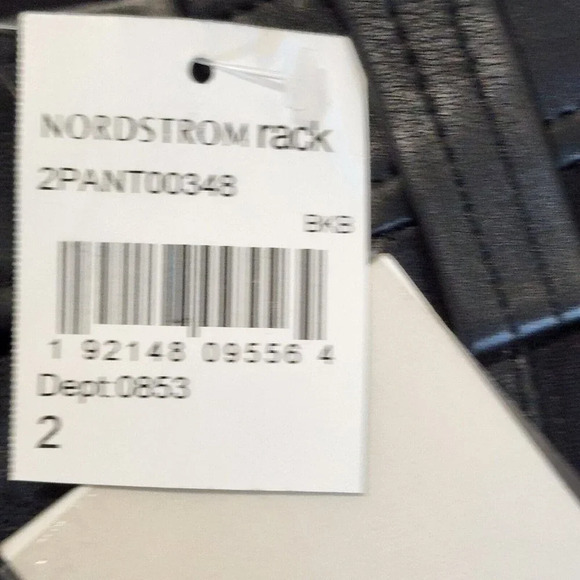 NORDSTROM rack
2PANT00348
BKB
1 92148 09556 4
Dept:0853
2